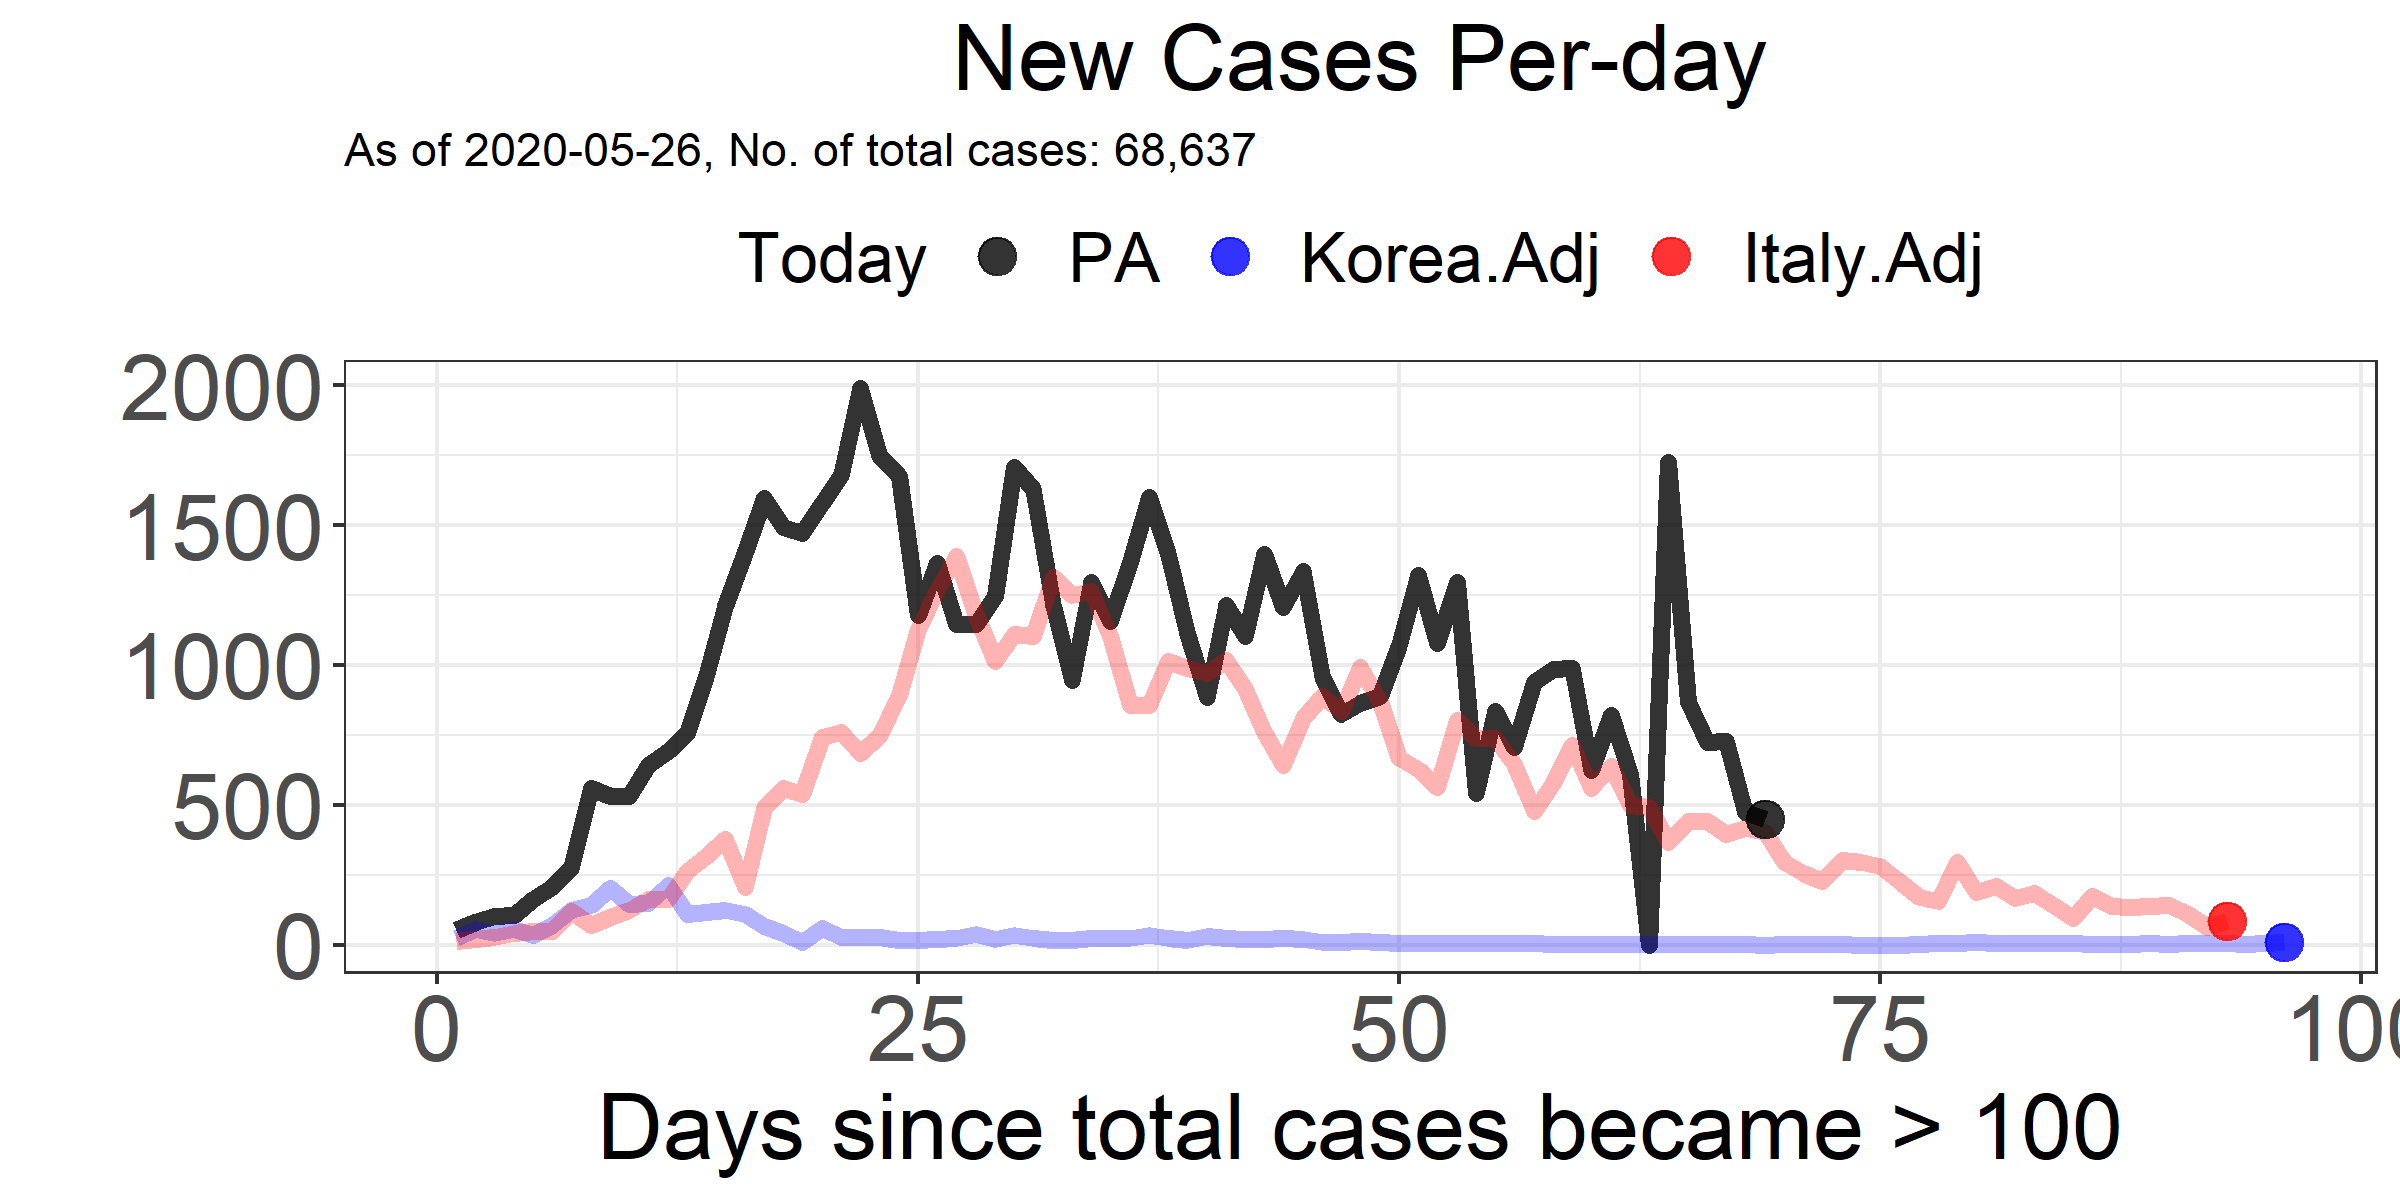 New Cases Per-day
As of 2020-05-26, No. of total cases: 68,637
Today PA Korea.Adj Italy.Adj
2000
1500
1000
500
0
0 25 50 75 100
Days since total cases became > 100